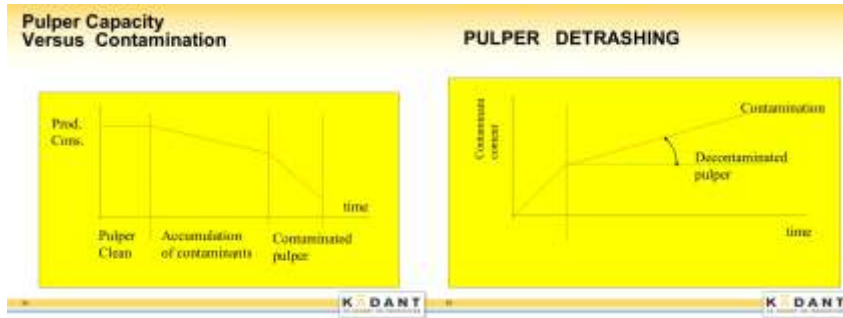 Pulper Capacity
Versus Contamination
Prod.
Cons.
time
Pulper
Clean
Accumulation
of contaminants
Contaminated
pulper
KADANT
PULPER DETRASHING
Contaminant
content
Contamination
Decontaminated
pulper
time
KADANT